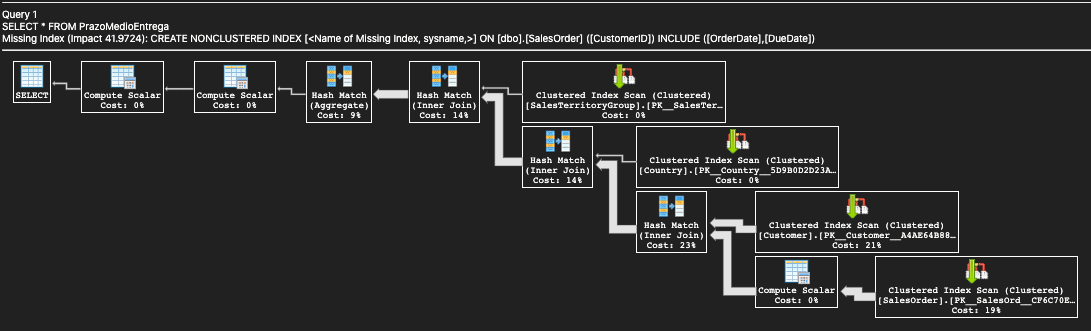 Query 1
SELECT * FROM PrazoMedioEntrega
Missing Index (Impact 41.9724): CREATE NONCLUSTERED INDEX [<Name of Missing Index, sysname,>] ON [dbo].[SalesOrder] ([CustomerID]) INCLUDE ([OrderDate],[DueDate])
SELECT
Compute Scalar
Cost: 0%
Compute Scalar
Cost: 0%
Hash Match
(Aggregate)
Cost: 9%
Hash Match
(Inner Join)
Cost: 14%
Clustered Index Scan (Clustered)
[SalesTerritoryGroup].[PK__SalesTer…
Cost: 0%
Hash Match
(Inner Join)
Cost: 14%
Clustered Index Scan (Clustered)
[Country].[PK__Country__5D9B0D2D23A…
Cost: 0%
Hash Match
(Inner Join)
Cost: 23%
Clustered Index Scan (Clustered)
[Customer].[PK__Customer__A4AE64B88…
Cost: 21%
Compute Scalar
Cost: 0%
Clustered Index Scan (Clustered)
[SalesOrder].[PK__SalesOrd__CF6C70E…
Cost: 19%